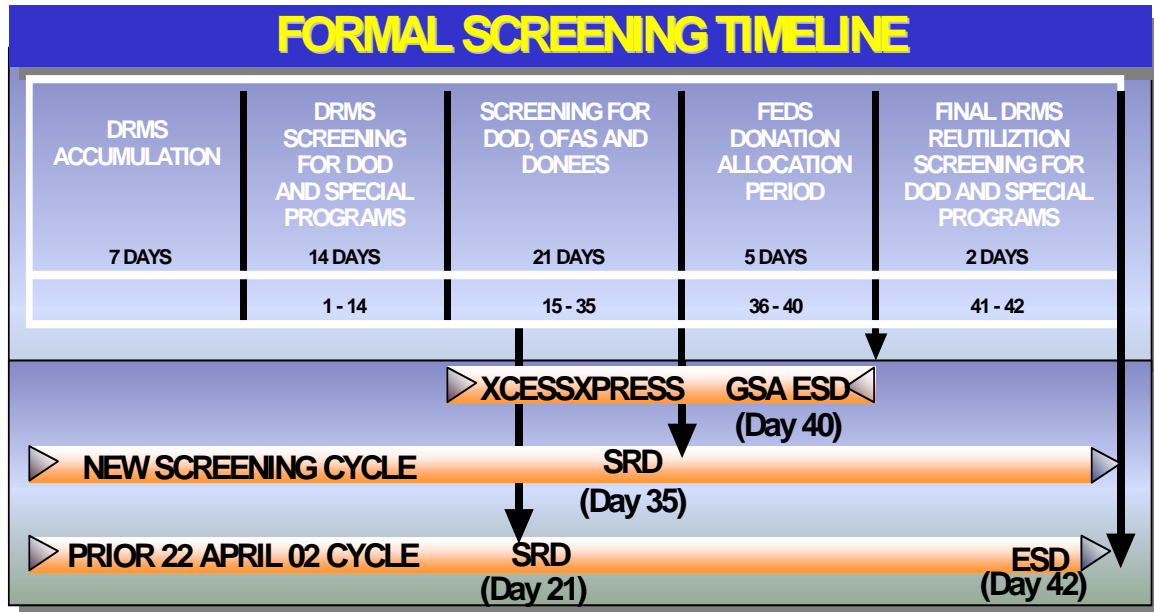 FORMAL SCREENING TIMELINE
DRMS
ACCUMULATION
7 DAYS
DRMS
SCREENING
FOR DOD
AND SPECIAL
PROGRAMS
14 DAYS
1 - 14
SCREENING FOR
DOD, OFAS AND
DONEES
21 DAYS
15 - 35
FEDS
DONATION
ALLOCATION
PERIOD
5 DAYS
36 - 40
FINAL DRMS
REUTILIZTION
SCREENING FOR
DOD AND SPECIAL
PROGRAMS
2 DAYS
41 - 42
XCESSXPRESS
GSA ESD
(Day 40)
NEW SCREENING CYCLE
SRD
(Day 35)
PRIOR 22 APRIL 02 CYCLE
SRD
(Day 21)
ESD
(Day 42)